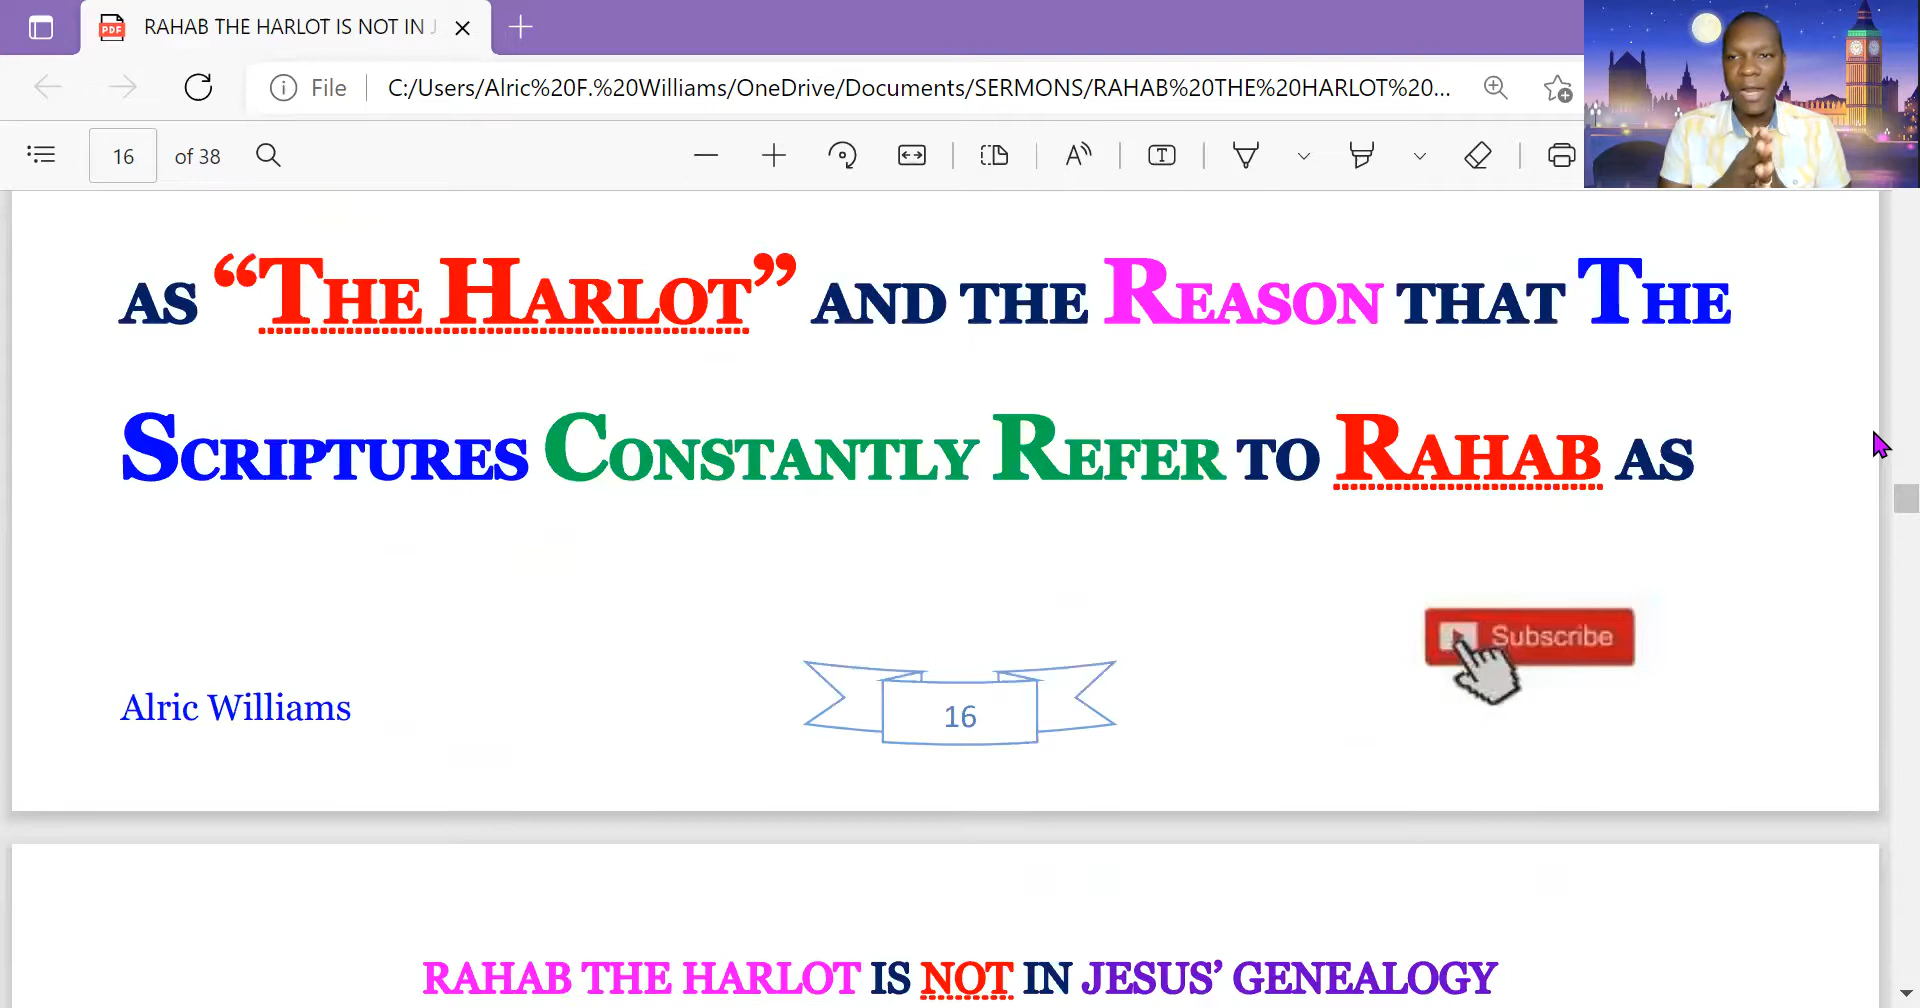 RAHAB THE HARLOT IS NOT IN J
File
C:/Users/Alric%20F.%20Williams/OneDrive/Documents/SERMONS/RAHAB%20THE%20HARLOT%20...
16 of 38
AS “THE HARLOT” AND THE REASON THAT THE
SCRIPTURES CONSTANTLY REFER TO RAHAB AS
Subscribe
Alric Williams
16
RAHAB THE HARLOT IS NOT IN JESUS’ GENEALOGY